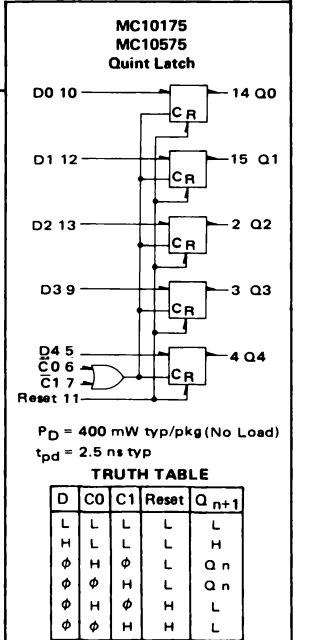 MC10175
MC10575
Quint Latch
D0 10
14 Q0
C R
D1 12
15 Q1
C R
D2 13
2 Q2
C R
D3 9
3 Q3
C R
D4 5
4 Q4
C̅0 6
C̅1 7
C R
Reset 11
PD = 400 mW typ/pkg (No Load)
tpd = 2.5 ns typ
TRUTH TABLE
D C0 C1 Reset Q n+1
L L L L L
H L L L H
ϕ H ϕ L Q n
ϕ ϕ H L Q n
ϕ H ϕ H L
ϕ ϕ H H L